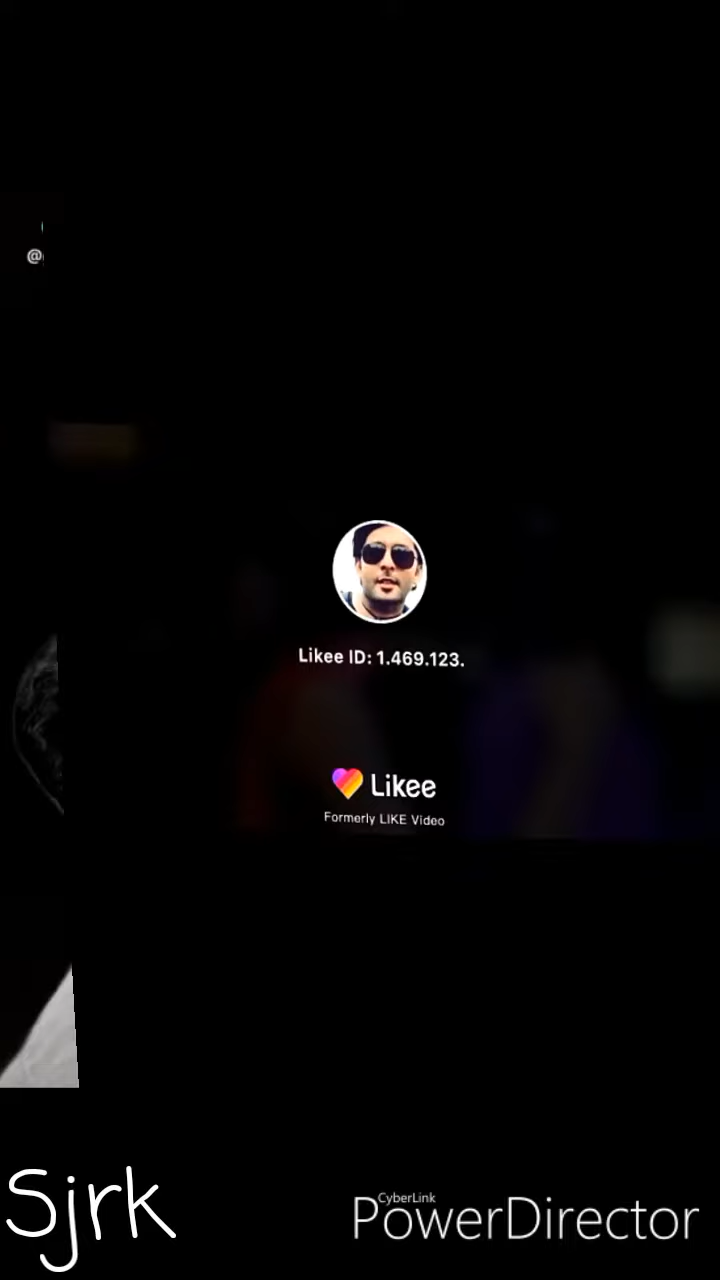 @
Likee ID: 1.469.123.
Likee
Formerly LIKE Video
Sjrk
CyberLink
PowerDirector